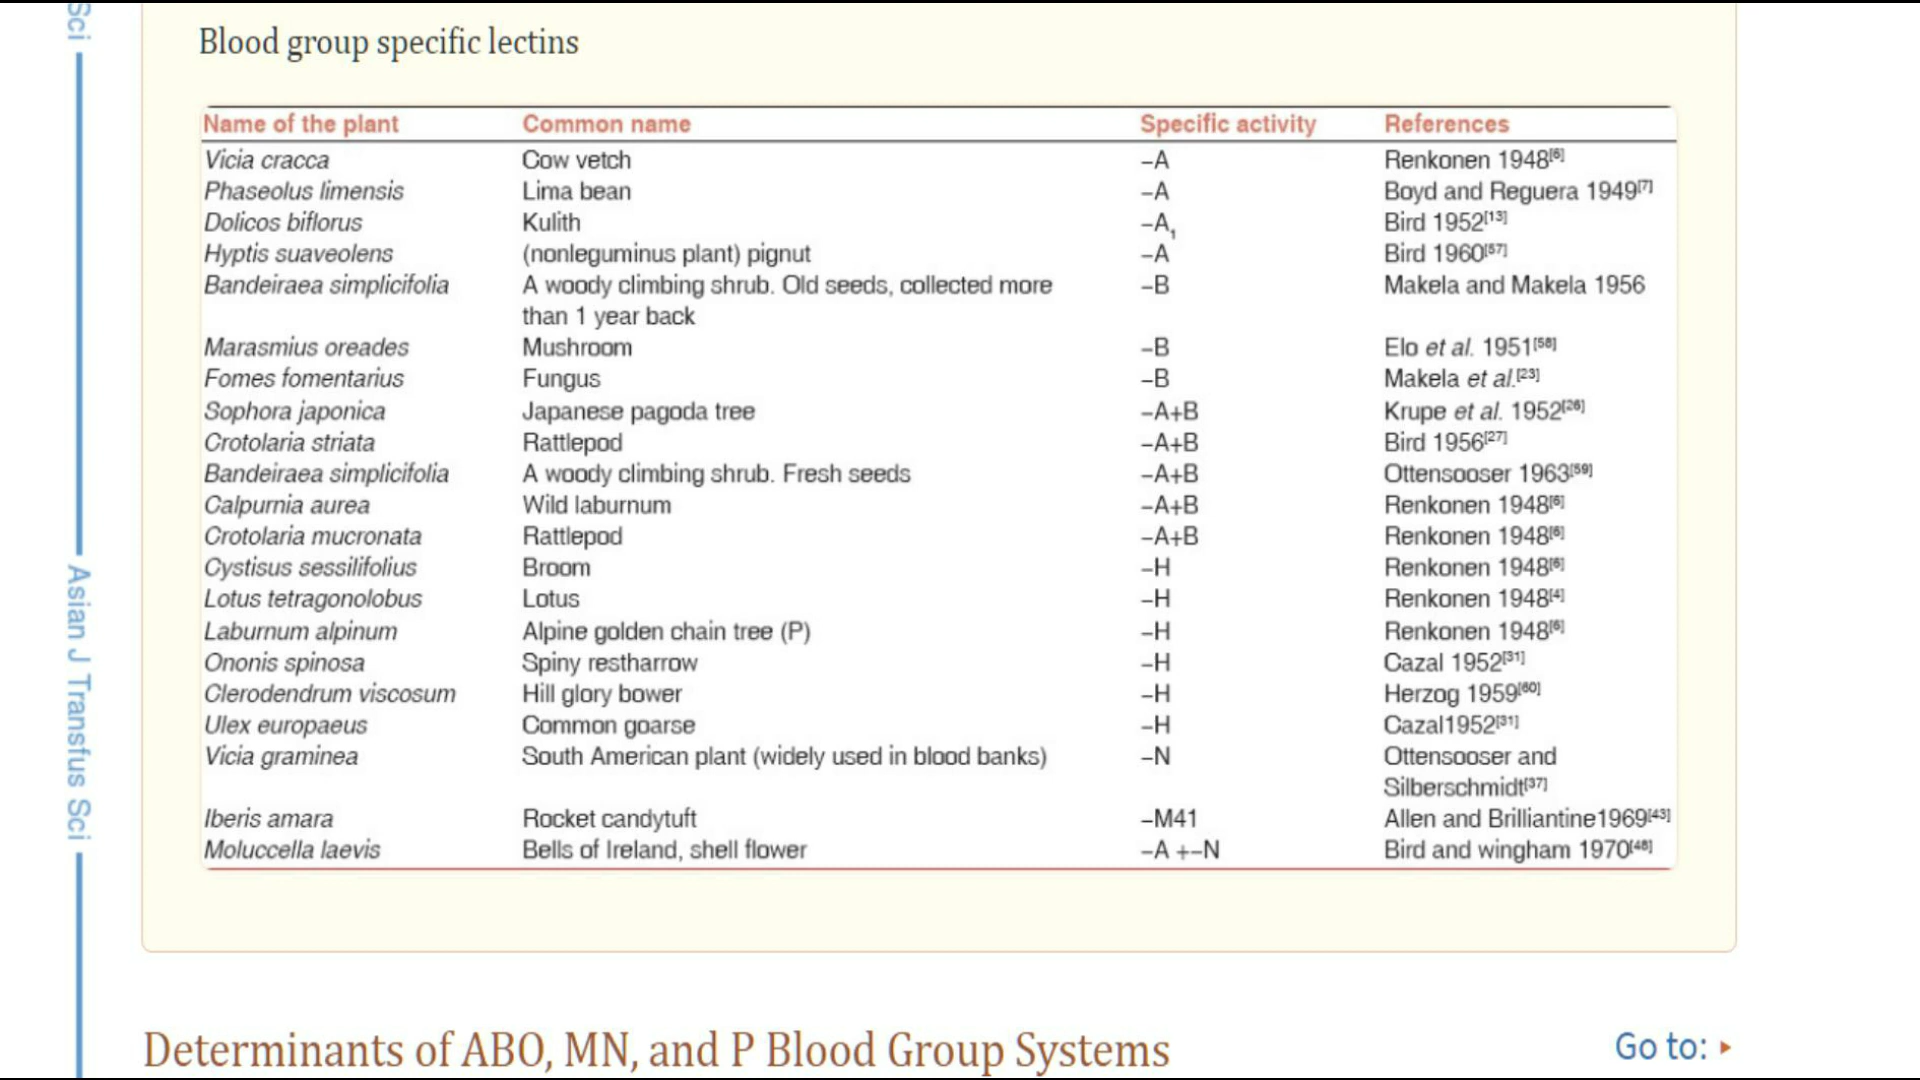 Sci
Asian J Transfus Sci
Blood group specific lectins
Name of the plant Common name Specific activity References
Vicia cracca Cow vetch –A Renkonen 1948[6]
Phaseolus limensis Lima bean –A Boyd and Reguera 1949[7]
Dolicos biflorus Kulith –A1 Bird 1952[13]
Hyptis suaveolens (nonleguminus plant) pignut –A Bird 1960[57]
Bandeiraea simplicifolia A woody climbing shrub. Old seeds, collected more –B Makela and Makela 1956
than 1 year back
Marasmius oreades Mushroom –B Elo et al. 1951[58]
Fomes fomentarius Fungus –B Makela et al.[23]
Sophora japonica Japanese pagoda tree –A+B Krupe et al. 1952[26]
Crotolaria striata Rattlepod –A+B Bird 1956[27]
Bandeiraea simplicifolia A woody climbing shrub. Fresh seeds –A+B Ottensooser 1963[59]
Calpurnia aurea Wild laburnum –A+B Renkonen 1948[6]
Crotolaria mucronata Rattlepod –A+B Renkonen 1948[6]
Cystisus sessilifolius Broom –H Renkonen 1948[6]
Lotus tetragonolobus Lotus –H Renkonen 1948[4]
Laburnum alpinum Alpine golden chain tree (P) –H Renkonen 1948[6]
Ononis spinosa Spiny restharrow –H Cazal 1952[31]
Clerodendrum viscosum Hill glory bower –H Herzog 1959[60]
Ulex europaeus Common goarse –H Cazal1952[31]
Vicia graminea South American plant (widely used in blood banks) –N Ottensooser and
Silberschmidt[37]
Iberis amara Rocket candytuft –M41 Allen and Brilliantine1969[43]
Moluccella laevis Bells of Ireland, shell flower –A +–N Bird and wingham 1970[48]
Determinants of ABO, MN, and P Blood Group Systems Go to: